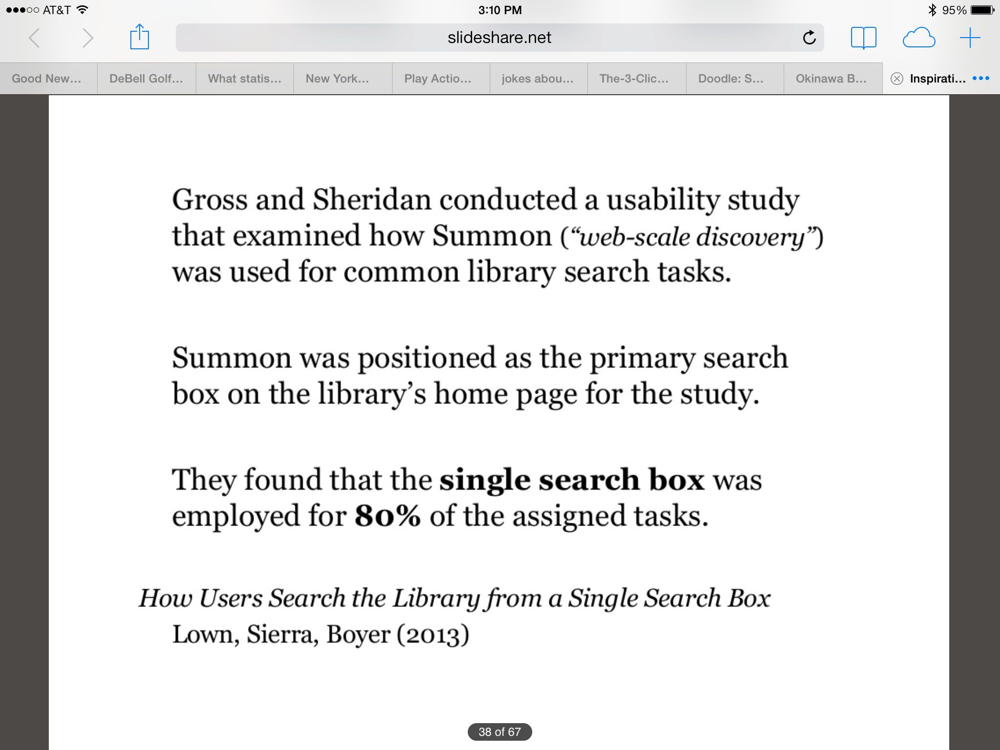 AT&T 3:10 PM 95%
slideshare.net
Good New... DeBell Golf... What statis... New York... Play Actio... jokes abou... The-3-Clic... Doodle: S... Okinawa B... Inspirati...
Gross and Sheridan conducted a usability study
that examined how Summon (“web-scale discovery”)
was used for common library search tasks.
Summon was positioned as the primary search
box on the library’s home page for the study.
They found that the single search box was
employed for 80% of the assigned tasks.
How Users Search the Library from a Single Search Box
Lown, Sierra, Boyer (2013)
38 of 67